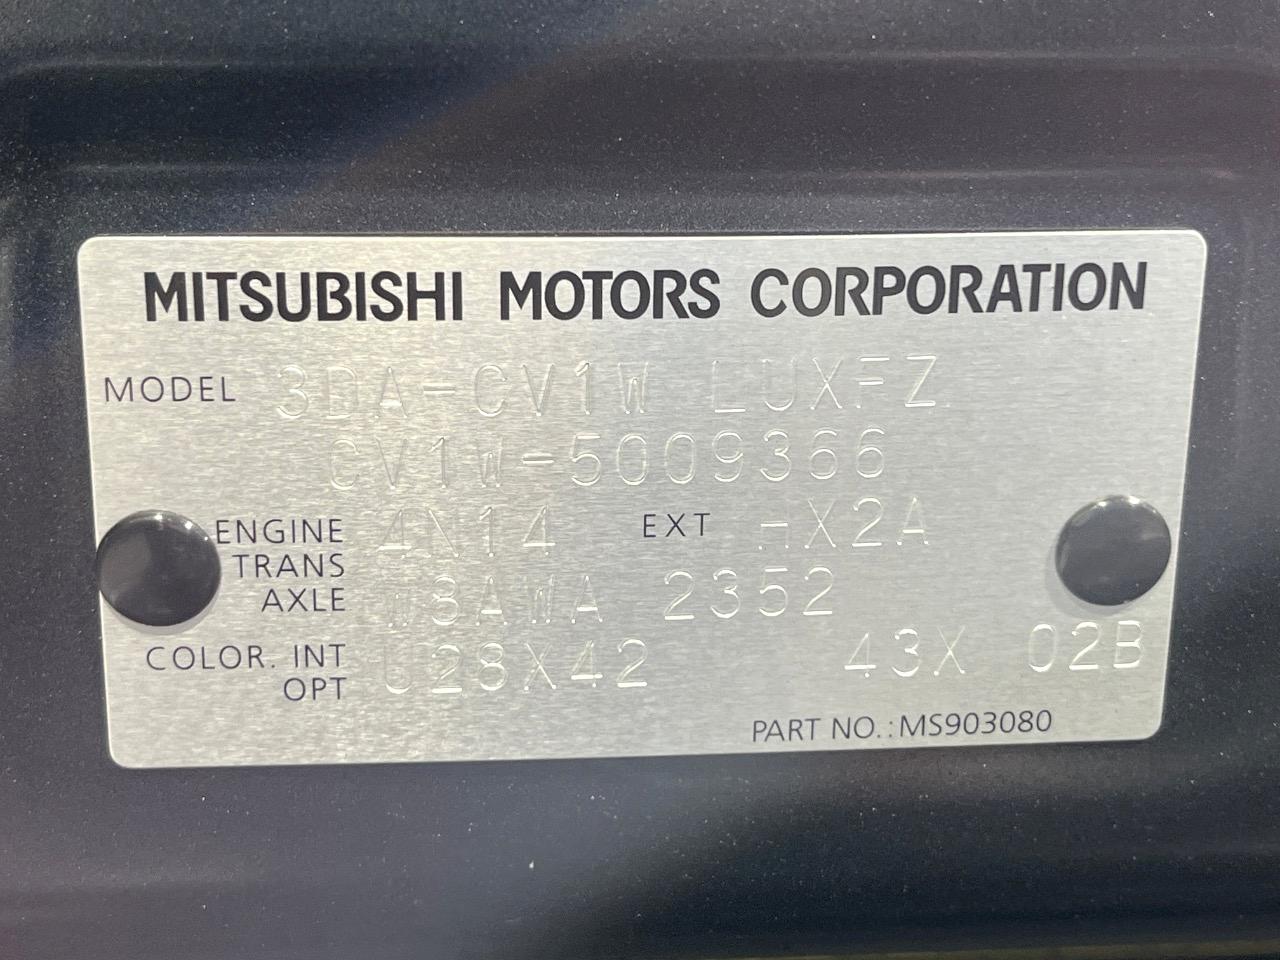 MITSUBISHI MOTORS CORPORATION
MODEL 3DA-CV1W LUXFZ
CV1W-5009366
ENGINE 4N14 EXT HX2A
TRANS
AXLE W8AWA 2352
COLOR. INT
OPT U28X42 43X 02B
PART NO.: MS903080